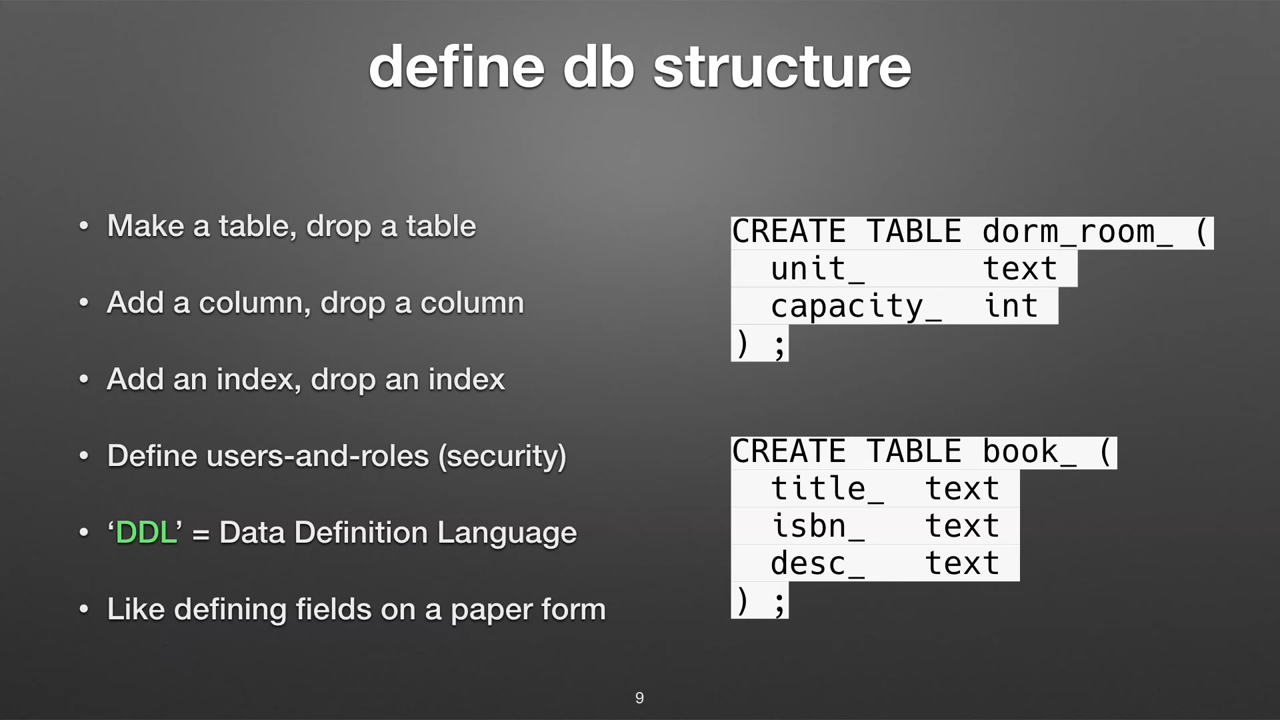 define db structure
• Make a table, drop a table
• Add a column, drop a column
• Add an index, drop an index
• Define users-and-roles (security)
• ‘DDL’ = Data Definition Language
• Like defining fields on a paper form
CREATE TABLE dorm_room_ (
  unit_      text
  capacity_  int
) ;
CREATE TABLE book_ (
  title_  text
  isbn_   text
  desc_   text
) ;
9